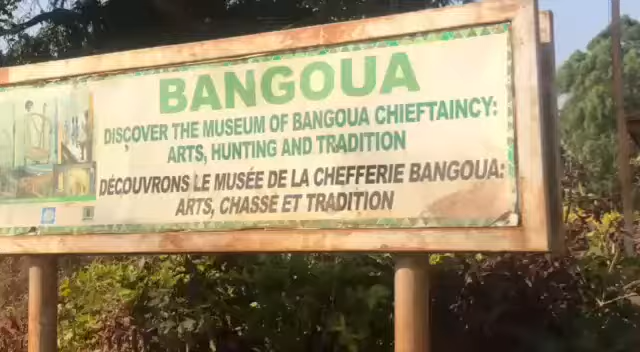 BANGOUA
DISCOVER THE MUSEUM OF BANGOUA CHIEFTAINCY:
ARTS, HUNTING AND TRADITION
DÉCOUVRONS LE MUSÉE DE LA CHEFFERIE BANGOUA:
ARTS, CHASSE ET TRADITION